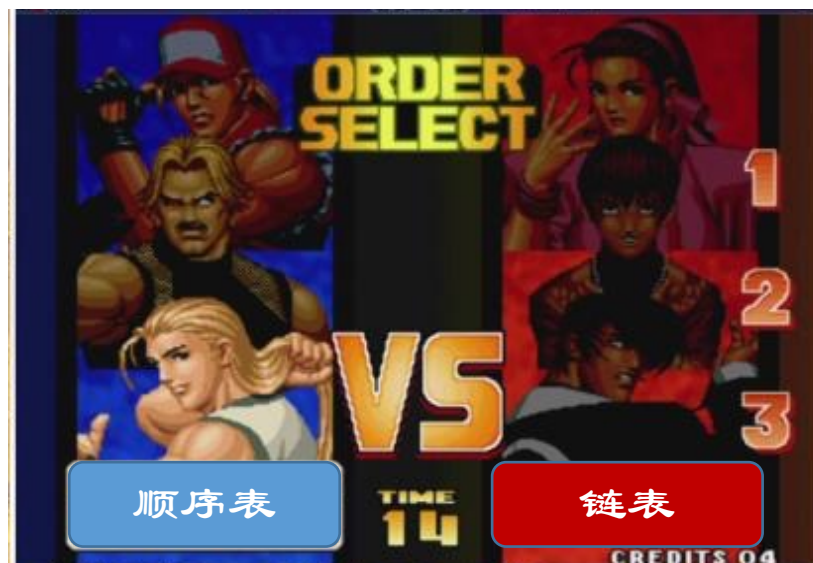 ORDER
SELECT
1
2
VS
3
顺序表
TIME
14
链表
CREDITS 04